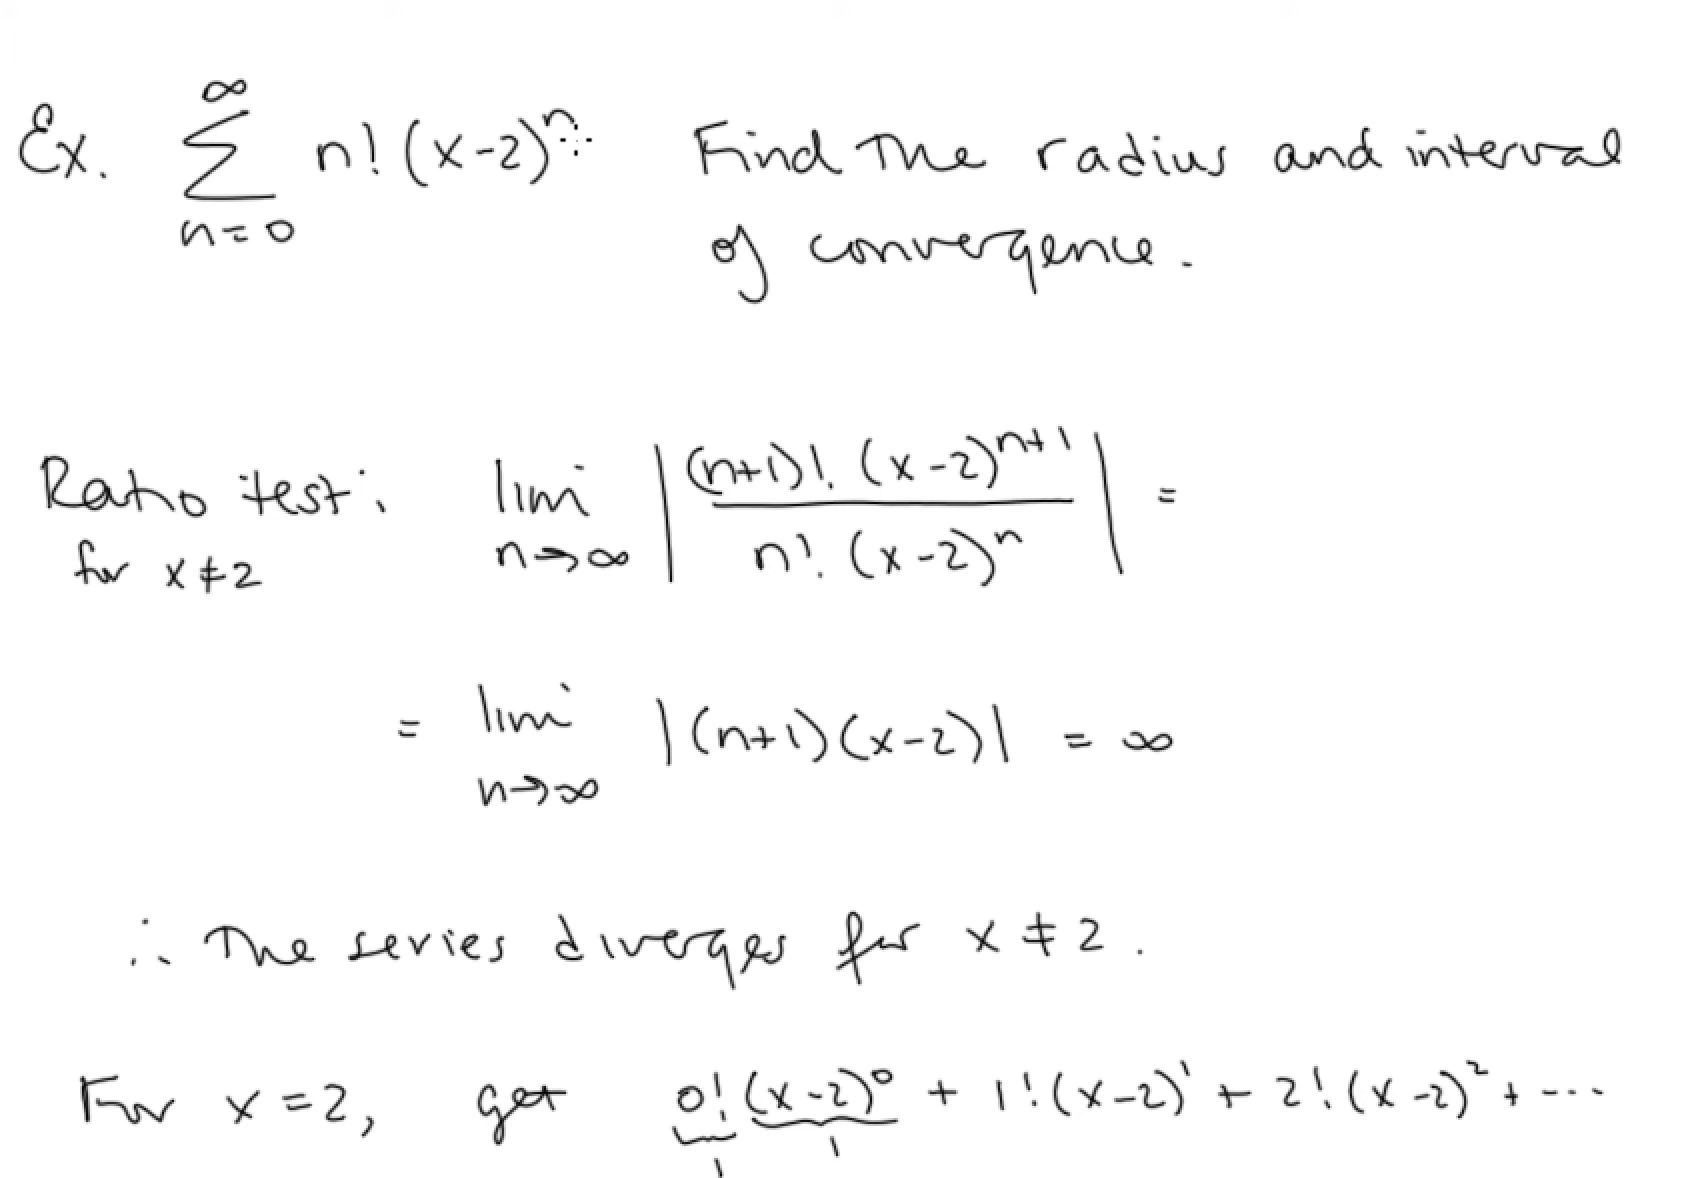 Ex. ∞∑n=0 n! (x-2)^n Find the radius and interval
of convergence.
Ratio test: lim n→∞ | (n+1)! (x-2)^{n+1} / n! (x-2)^n | =
for x≠2
= lim n→∞ |(n+1)(x-2)| = ∞
∴ The series diverges for x ≠ 2.
For x=2, get 0! (x-2)^0 + 1! (x-2)^1 + 2! (x-2)^2 + ...
1 1